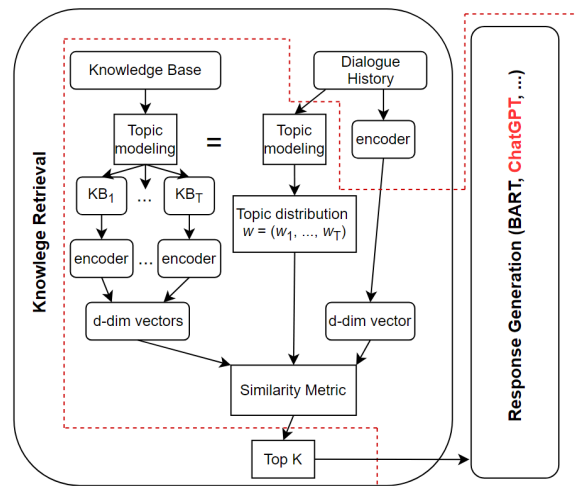 Knowledge Base
Dialogue
History
Topic
modeling
=
Topic
modeling
encoder
KB1
...
KBT
Topic distribution
w = (w1, ..., wT)
encoder
...
encoder
d-dim vectors
d-dim vector
Similarity Metric
Top K
Knowlege Retrieval
Response Generation (BART, ChatGPT, ...)